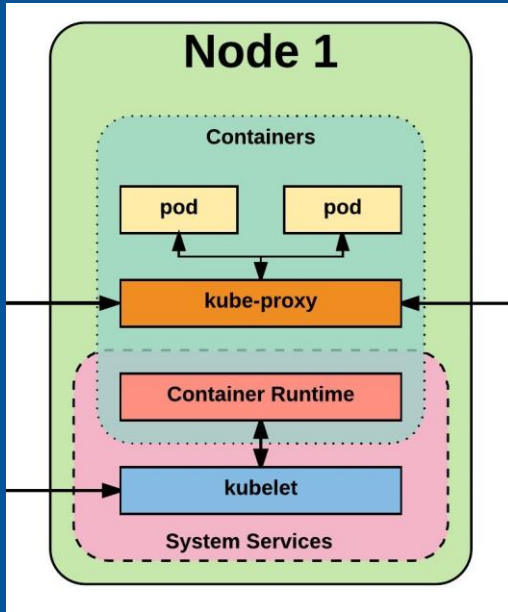 Node 1
Containers
pod pod
kube-proxy
Container Runtime
kubelet
System Services